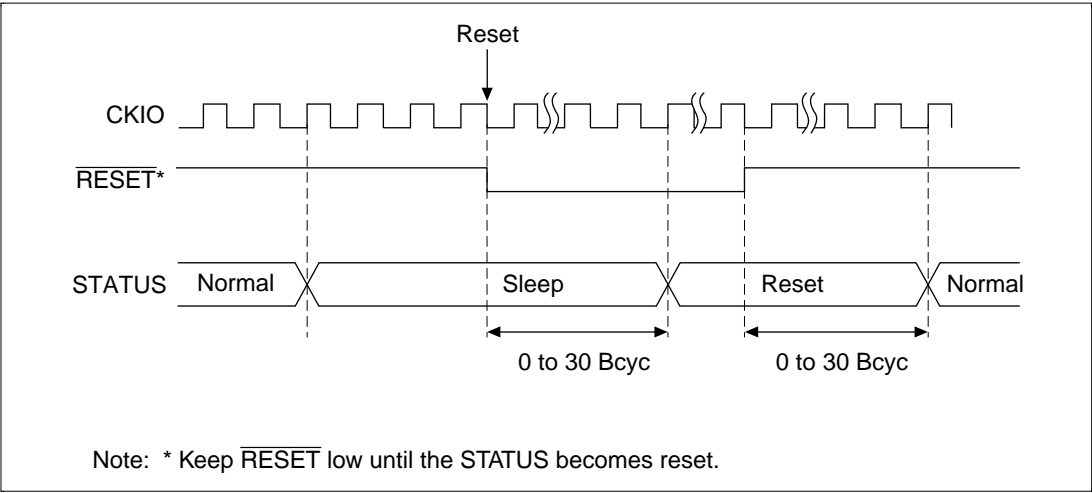 Reset
CKIO
RESET*
STATUS Normal Sleep Reset Normal
0 to 30 Bcyc 0 to 30 Bcyc
Note: * Keep RESET low until the STATUS becomes reset.